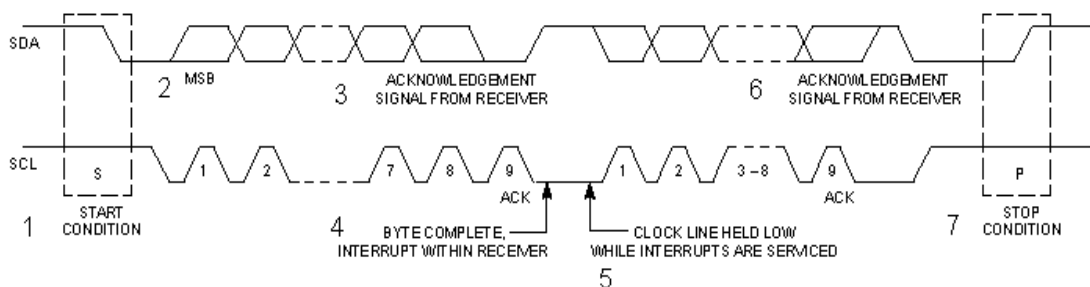 SDA
2 MSB
3 ACKNOWLEDGEMENT
SIGNAL FROM RECEIVER
6 ACKNOWLEDGEMENT
SIGNAL FROM RECEIVER
SCL
S 1 2 7 8 9 1 2 3-8 9 P
ACK ACK
1 START
CONDITION
4 BYTE COMPLETE,
INTERRUPT WITHIN RECEIVER
CLOCK LINE HELD LOW
WHILE INTERRUPTS ARE SERVICED
5
7 STOP
CONDITION